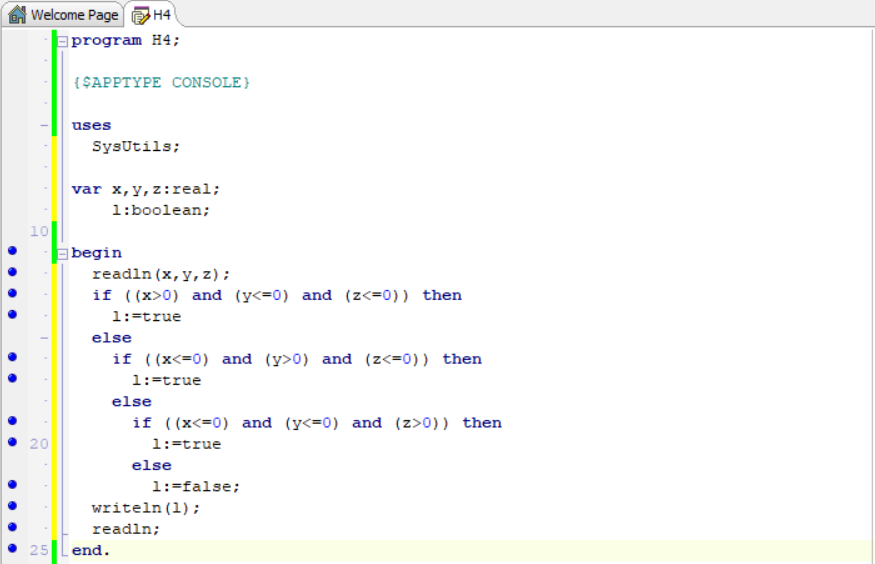 Welcome Page H4
program H4;
{$APPTYPE CONSOLE}
uses
SysUtils;
var x,y,z:real;
l:boolean;
10
begin
readln(x,y,z);
if ((x>0) and (y<=0) and (z<=0)) then
l:=true
else
if ((x<=0) and (y>0) and (z<=0)) then
l:=true
else
if ((x<=0) and (y<=0) and (z>0)) then
20 l:=true
else
l:=false;
writeln(l);
readln;
25 end.